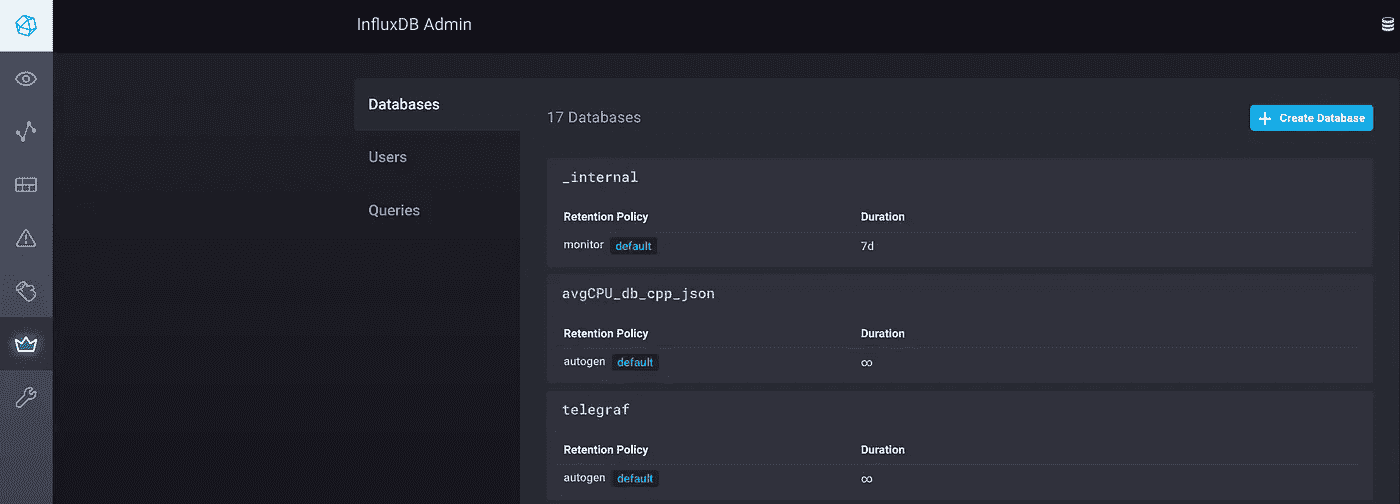 InfluxDB Admin
Databases
Users
Queries
17 Databases
Create Database
_internal
Retention Policy Duration
monitor default 7d
avgCPU_db_cpp_json
Retention Policy Duration
autogen default ∞
telegraf
Retention Policy Duration
autogen default ∞